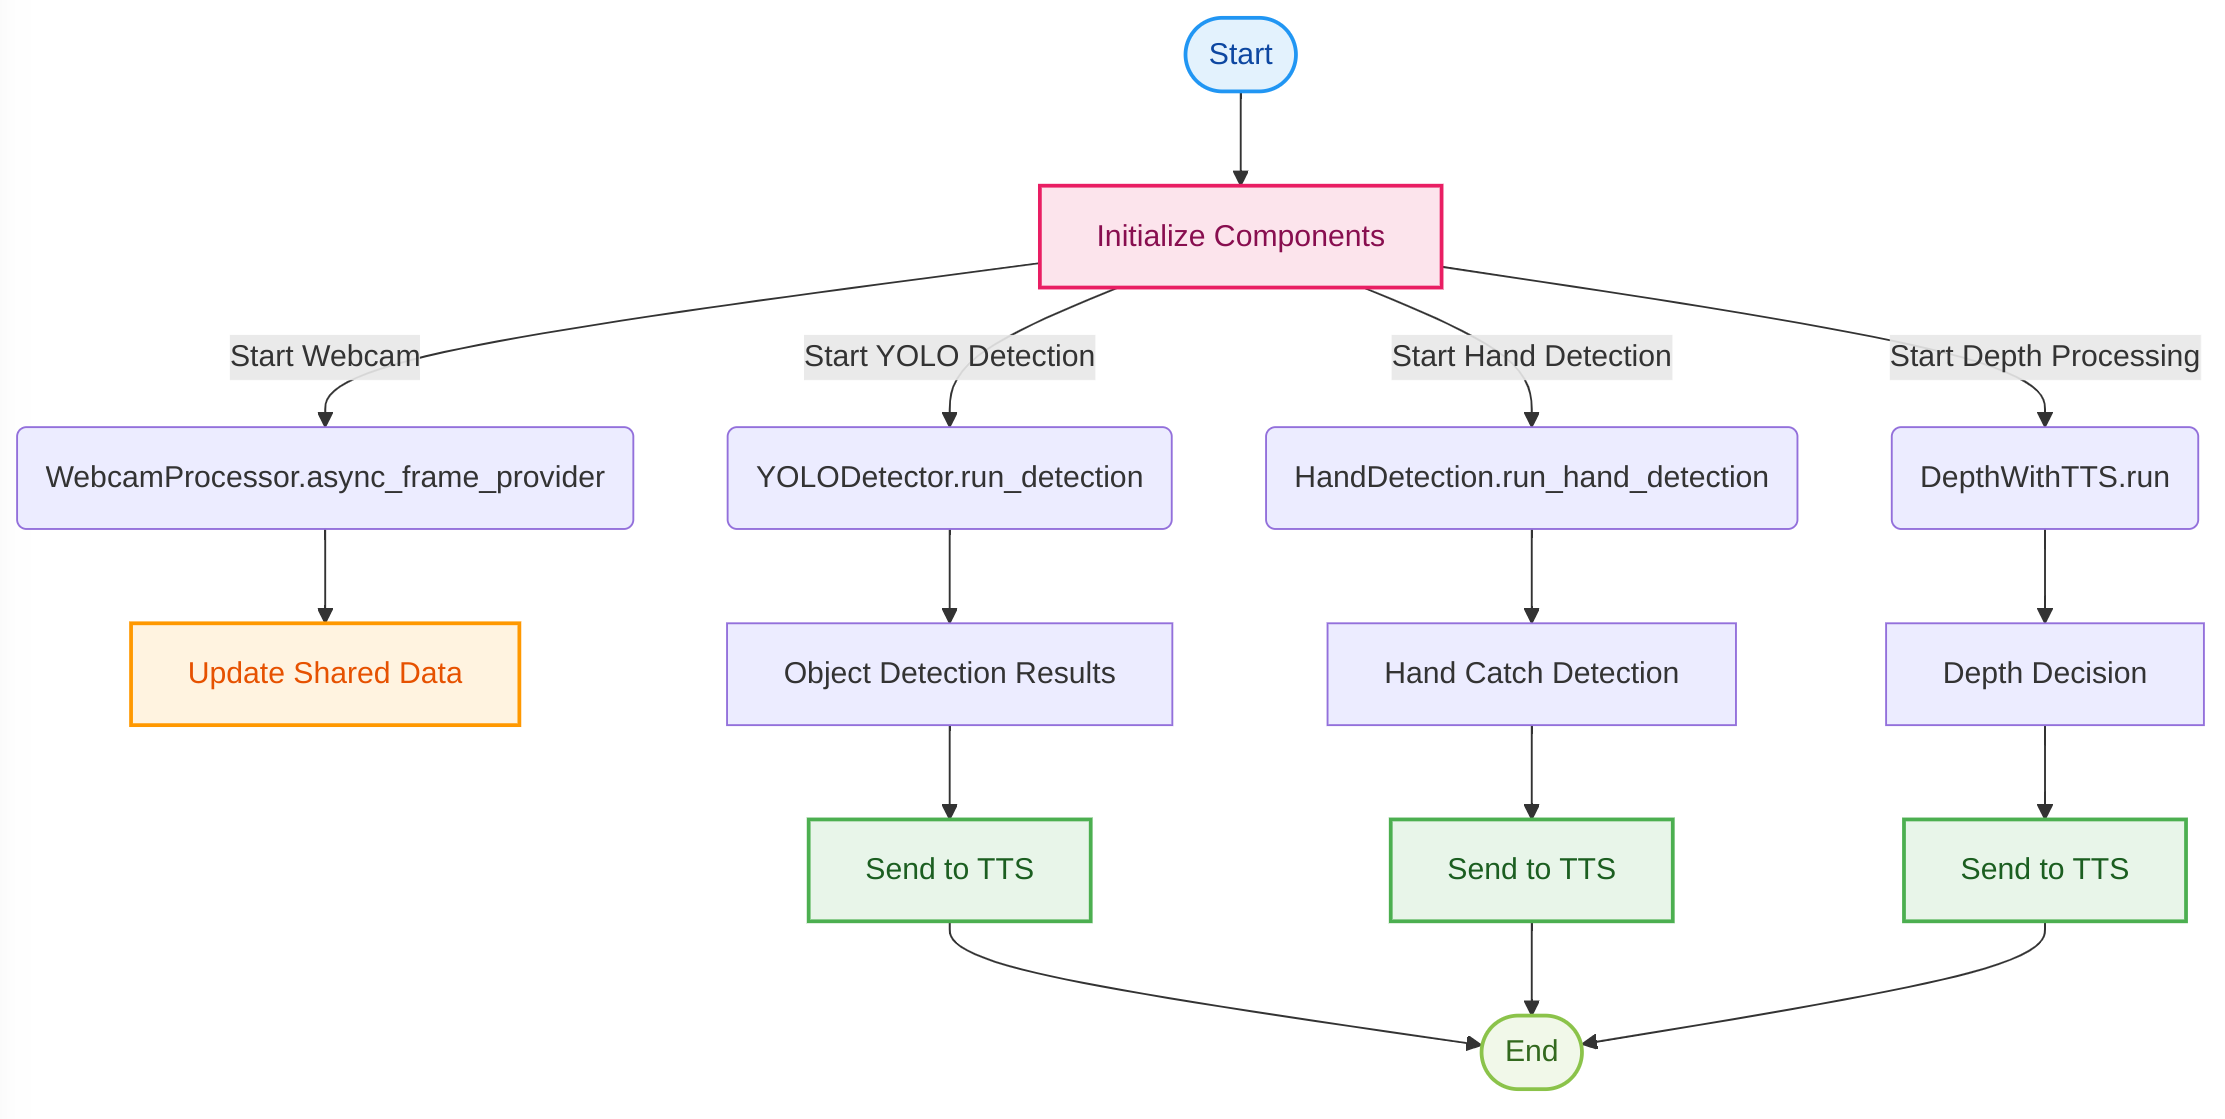 Start
Initialize Components
Start Webcam
Start YOLO Detection
Start Hand Detection
Start Depth Processing
WebcamProcessor.async_frame_provider
YOLODetector.run_detection
HandDetection.run_hand_detection
DepthWithTTS.run
Update Shared Data
Object Detection Results
Hand Catch Detection
Depth Decision
Send to TTS
Send to TTS
Send to TTS
End